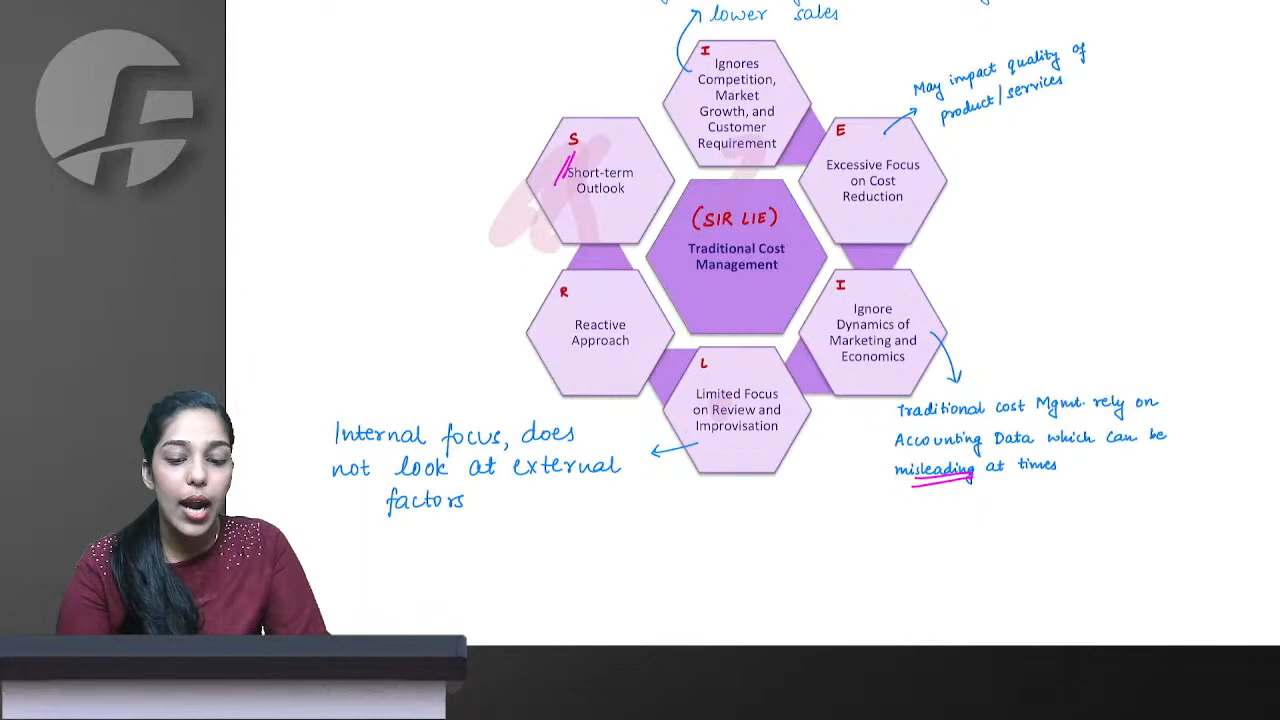 lower sales
I
Ignores
Competition,
Market
Growth, and
Customer
Requirement
May impact quality of
product/services
E
Excessive Focus
on Cost
Reduction
S
Short-term
Outlook
(SIR LIE)
Traditional Cost
Management
I
Ignore
Dynamics of
Marketing and
Economics
R
Reactive
Approach
L
Limited Focus
on Review and
Improvisation
Traditional cost Mgmt. rely on
Accounting Data which can be
misleading at times
Internal focus, does
not look at external
factors